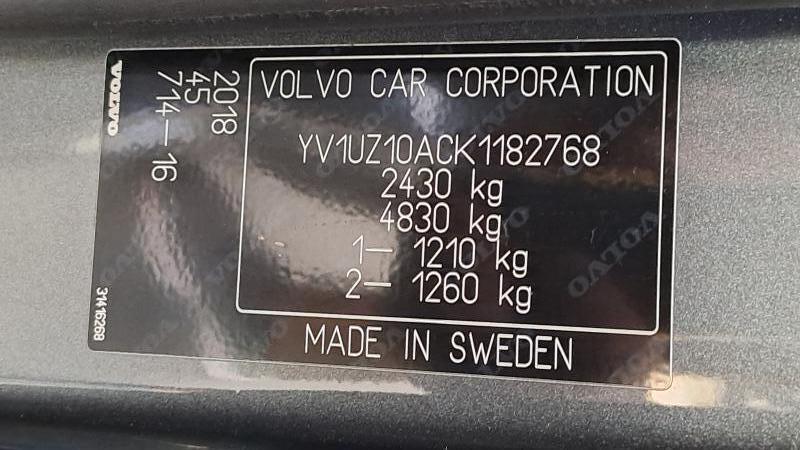 VOLVO
2018
45
714-16
31416268
VOLVO CAR CORPORATION
YV1UZ10ACK1182768
2430 kg
4830 kg
1- 1210 kg
2- 1260 kg
MADE IN SWEDEN